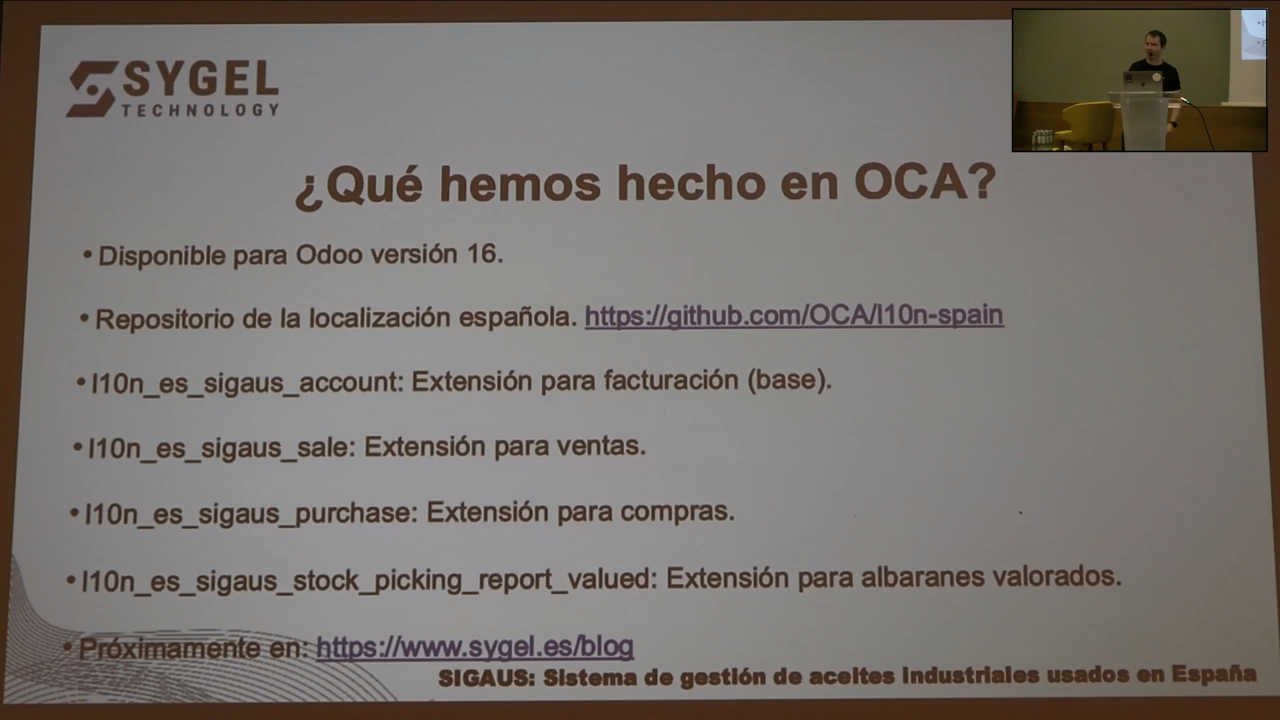 SYGEL
TECHNOLOGY
¿Qué hemos hecho en OCA?
• Disponible para Odoo versión 16.
• Repositorio de la localización española. https://github.com/OCA/l10n-spain
• l10n_es_sigaus_account: Extensión para facturación (base).
• l10n_es_sigaus_sale: Extensión para ventas.
• l10n_es_sigaus_purchase: Extensión para compras.
• l10n_es_sigaus_stock_picking_report_valued: Extensión para albaranes valorados.
• Próximamente en: https://www.sygel.es/blog
SIGAUS: Sistema de gestión de aceites industriales usados en España